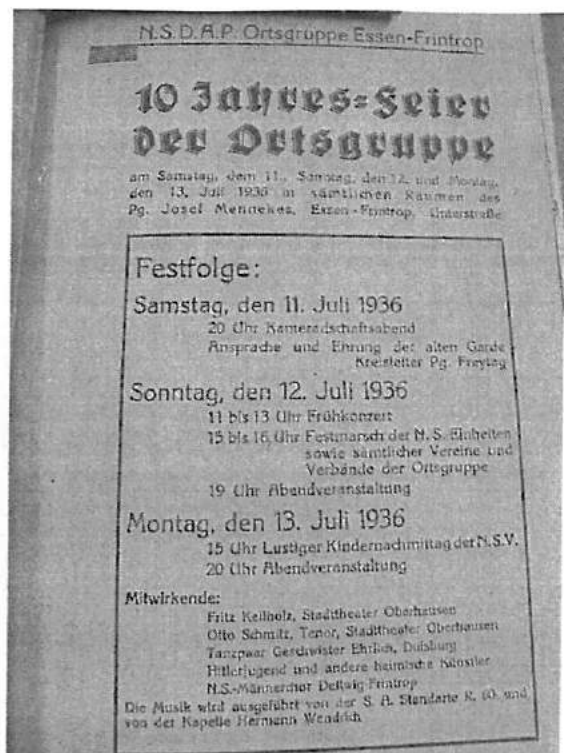 N.S.D.A.P. Ortsgruppe Essen-Frintrop
10 Jahres=Feier
der Ortsgruppe
am Samstag, dem 11., Sonntag, den 12. und Montag,
den 13. Juli 1936 in sämtlichen Räumen des
Pg. Josef Mennekes, Essen-Frintrop, Unterstraße
Festfolge:
Samstag, den 11. Juli 1936
20 Uhr Kameradschaftsabend
Ansprache und Ehrung der alten Garde
Kreisleiter Pg. Freytag
Sonntag, den 12. Juli 1936
11 bis 13 Uhr Frühkonzert
15 bis 16 Uhr Festmarsch der N.S. Einheiten
sowie sämtlicher Vereine und
Verbände der Ortsgruppe
19 Uhr Abendveranstaltung
Montag, den 13. Juli 1936
15 Uhr Lustiger Kindernachmittag der N.S.V.
20 Uhr Abendveranstaltung
Mitwirkende:
Fritz Keilholz, Stadttheater Oberhausen
Otto Schmitz, Tenor, Stadttheater Oberhausen
Tanzpaar Geschwister Ehrlich, Duisburg
Hitlerjugend und andere heimische Künstler
N.S.-Männerchor Dellwig-Frintrop
Die Musik wird ausgeführt von der S. A. Standarte R. und
von der Kapelle Hermann Wendrich